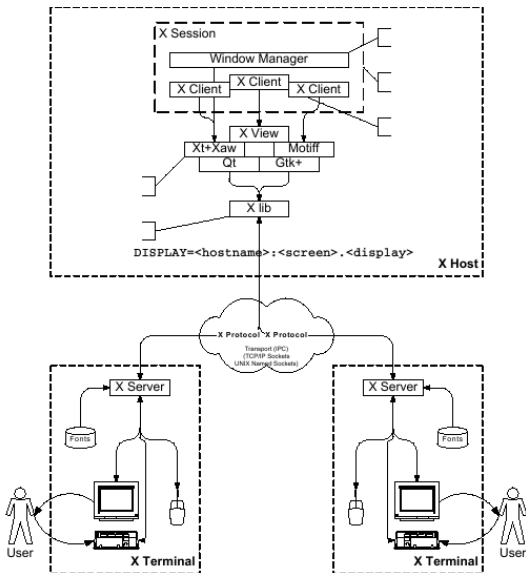 X Session
Window Manager
X Client
X Client
X Client
X View
Xt+Xaw
Motiff
Qt
Gtk+
X lib
DISPLAY=<hostname>:<screen>.<display>
X Host
X Protocol
X Protocol
Transport (IPC)
(TCP/IP Sockets
UNIX Named Sockets)
X Server
X Server
Fonts
Fonts
User
X Terminal
X Terminal
User